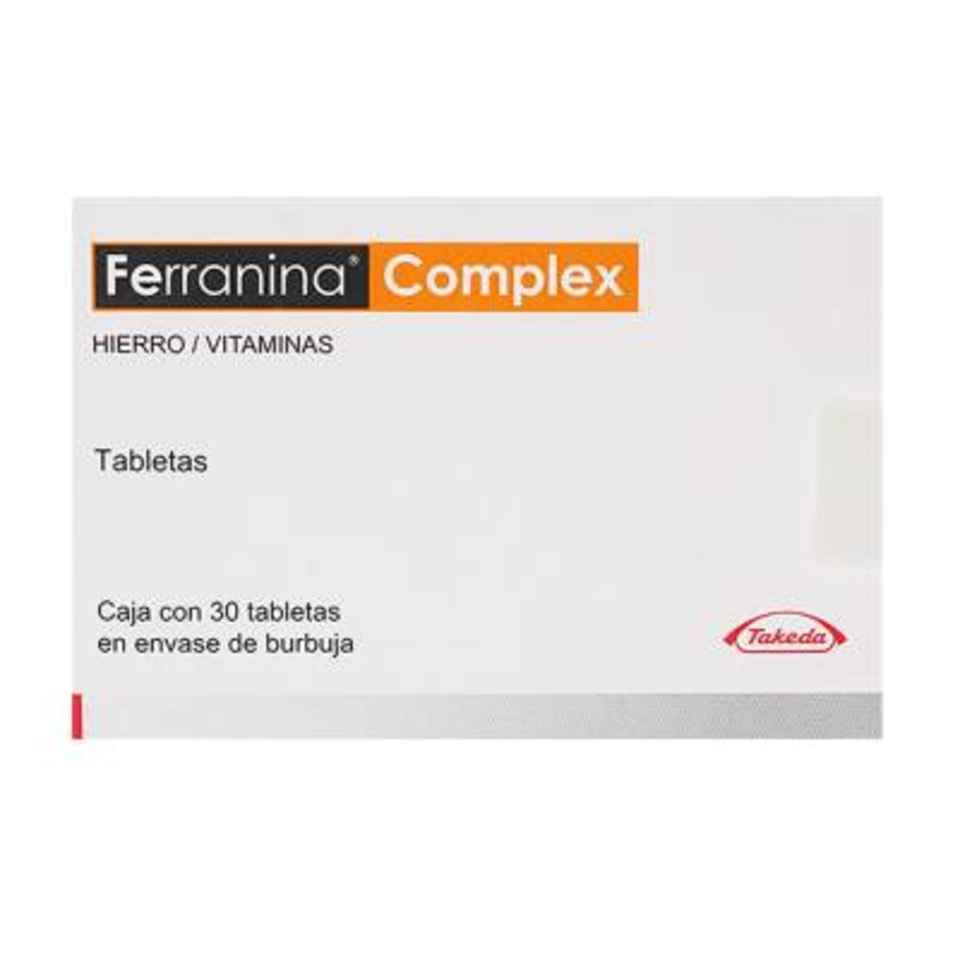 Ferranina® Complex
HIERRO / VITAMINAS
Tabletas
Caja con 30 tabletas
en envase de burbuja
Takeda